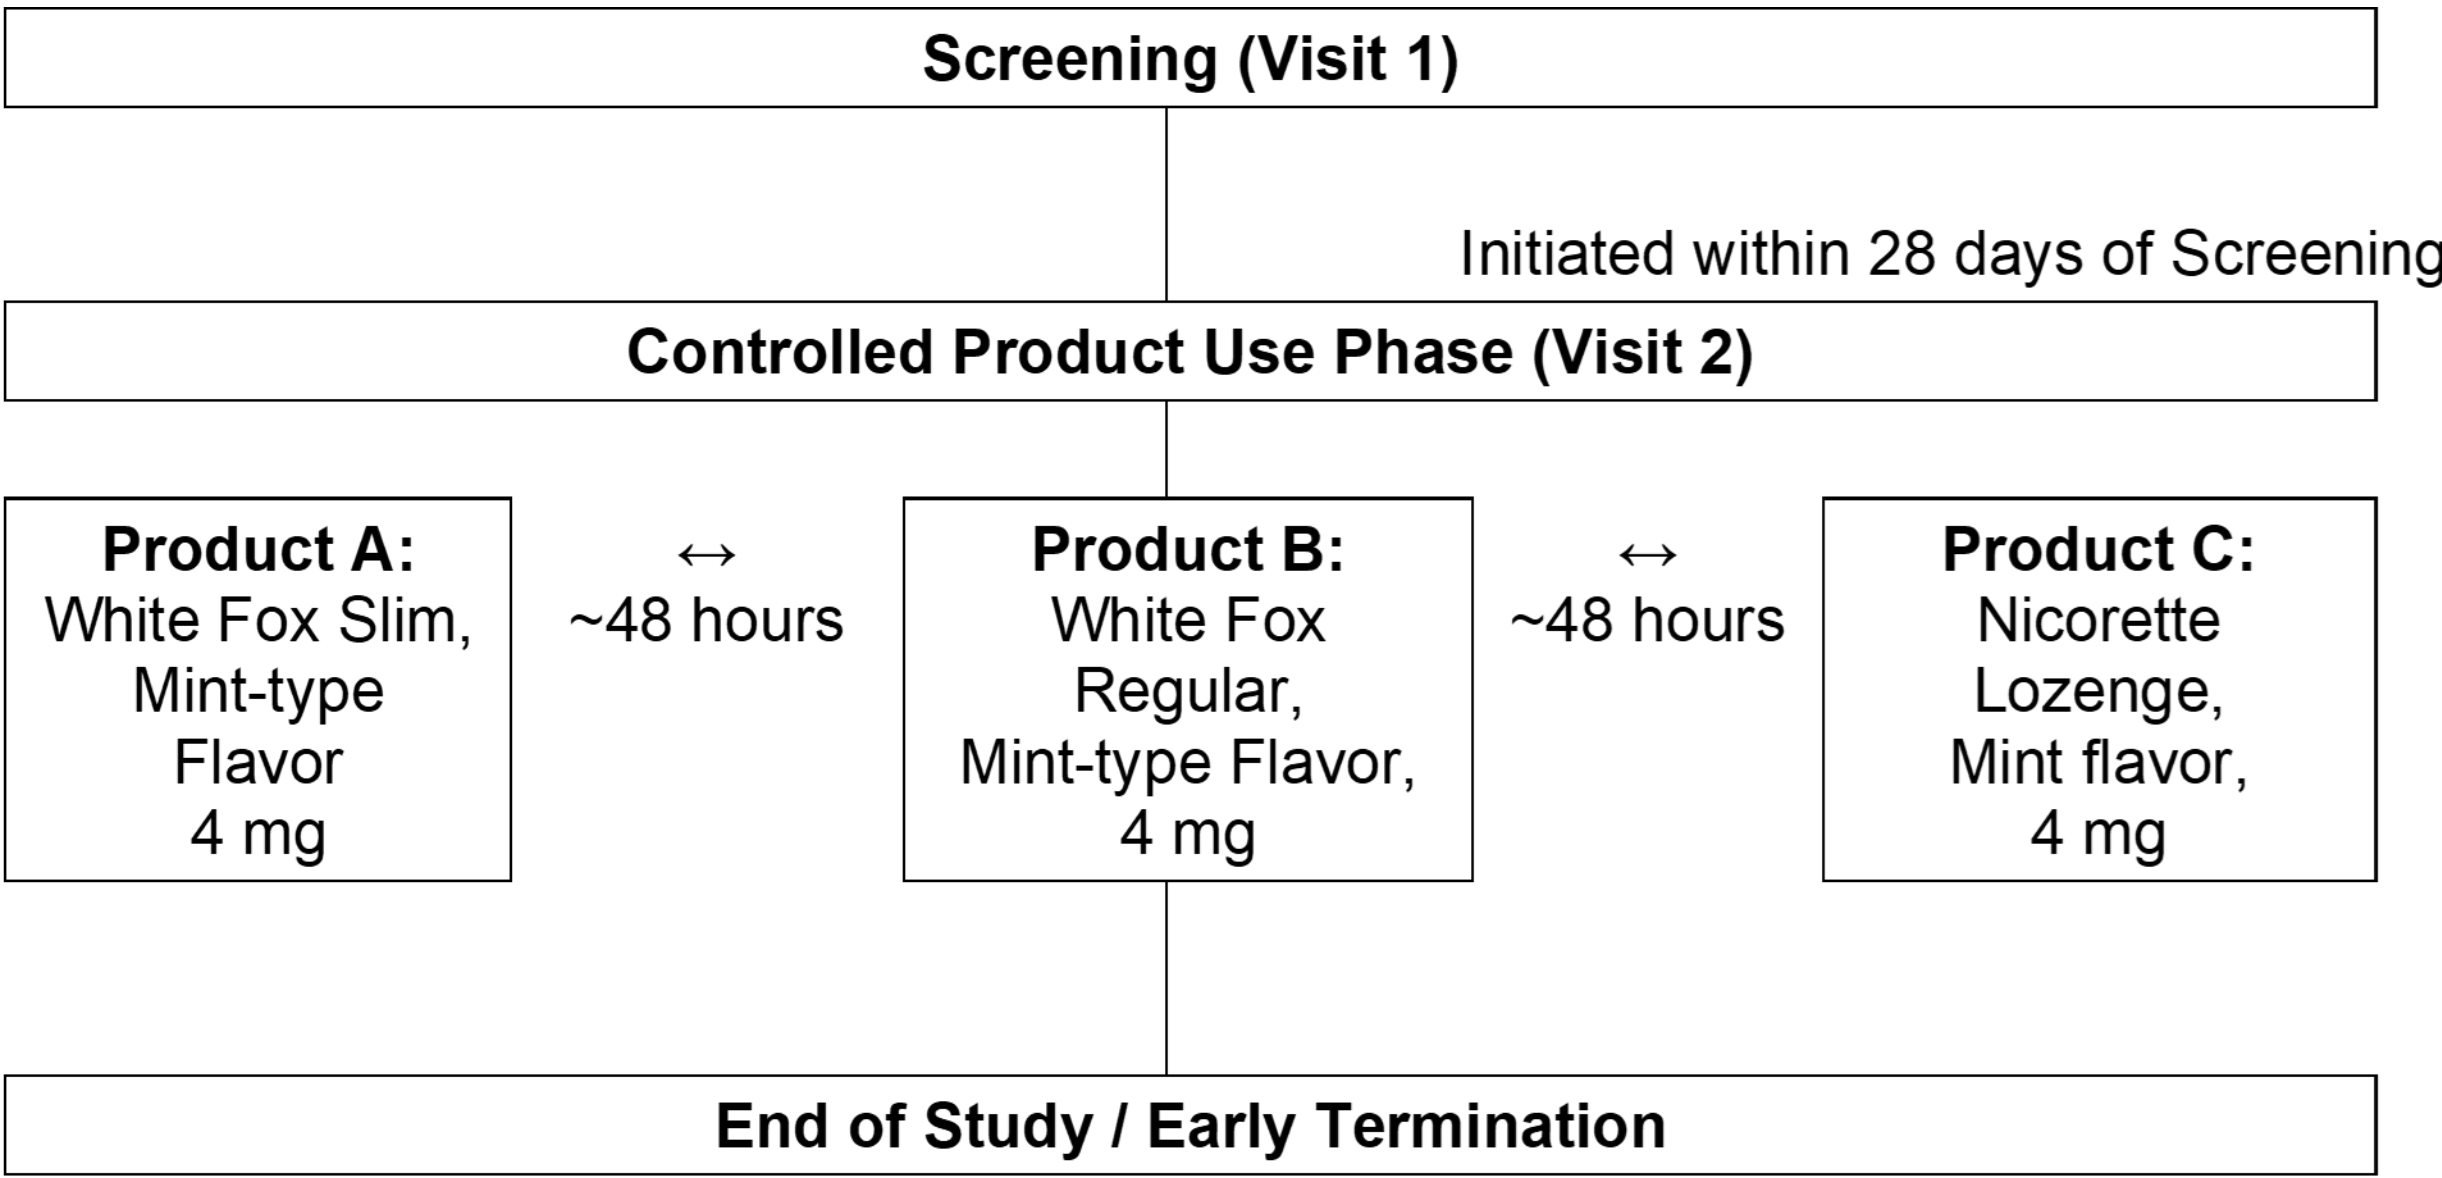 Screening (Visit 1)
Initiated within 28 days of Screening
Controlled Product Use Phase (Visit 2)
Product A:
White Fox Slim,
Mint-type
Flavor
4 mg
↔
~48 hours
Product B:
White Fox
Regular,
Mint-type Flavor,
4 mg
↔
~48 hours
Product C:
Nicorette
Lozenge,
Mint flavor,
4 mg
End of Study / Early Termination